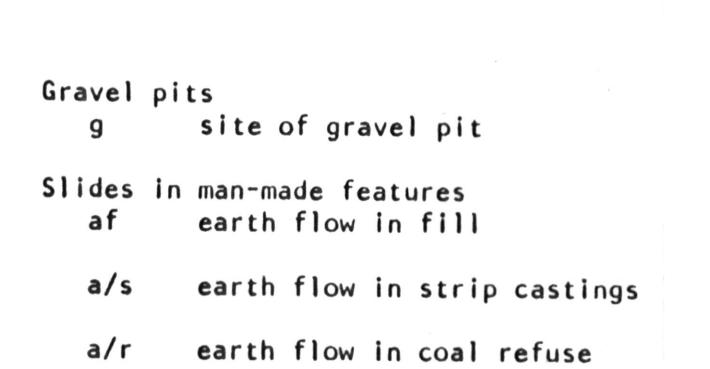 Gravel pits
g site of gravel pit
Slides in man-made features
af earth flow in fill
a/s earth flow in strip castings
a/r earth flow in coal refuse